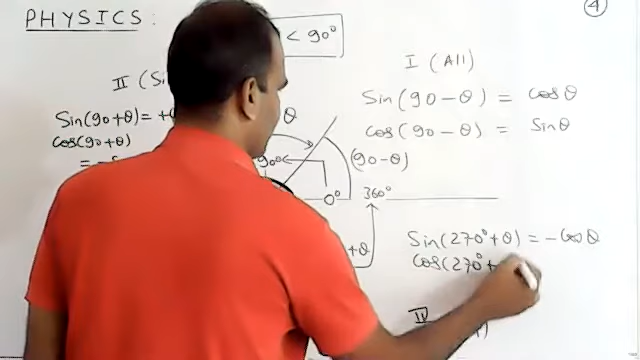 PHYSICS:
4
< 90°
II (Si
Sin(90+θ) = +
Cos(90+θ)
= -
θ
90°
(90-θ)
0°
360°
+θ
I (All)
Sin(90-θ) = Cosθ
Cos(90-θ) = Sinθ
Sin(270°+θ) = -Cosθ
Cos(270°+